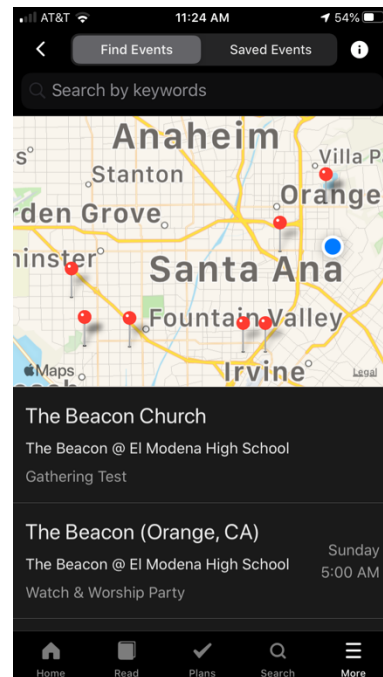 AT&T 11:24 AM 54%
Find Events Saved Events i
Search by keywords
Anaheim
s° Villa P
Stanton
Orange
rden Grove
ninster
Santa Ana
Fountain Valley
Maps Irvine Legal
The Beacon Church
The Beacon @ El Modena High School
Gathering Test
The Beacon (Orange, CA)
The Beacon @ El Modena High School
Sunday
5:00 AM
Watch & Worship Party
Home Read Plans Search More